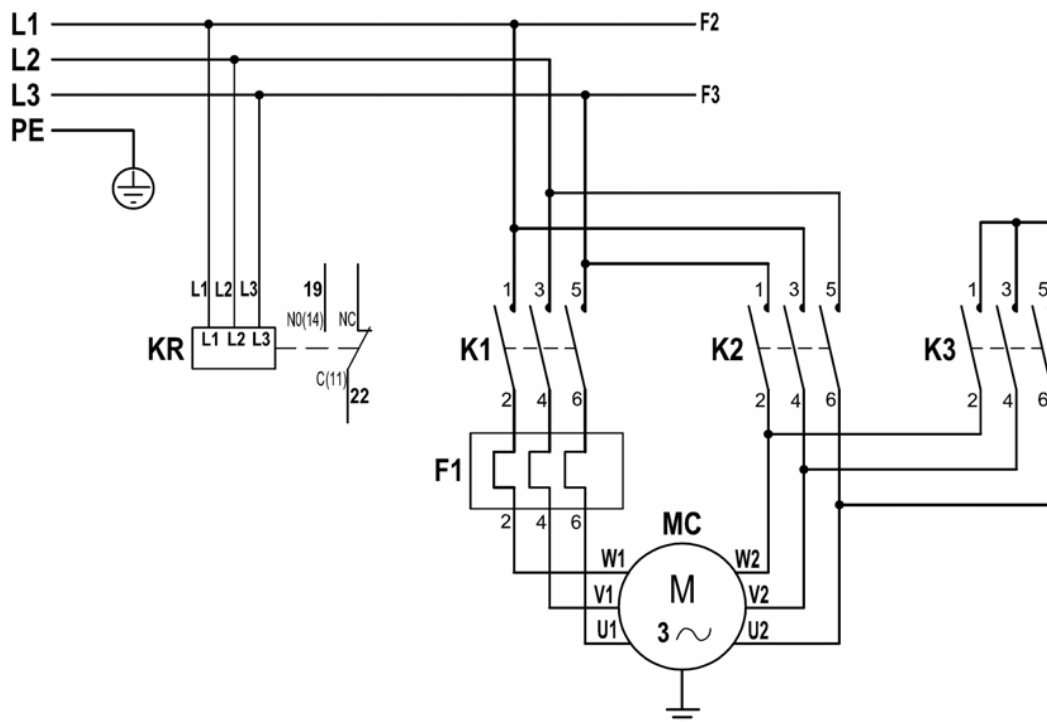 L1
F2
L2
L3
F3
PE
L1 L2 L3
19
NO(14) NC
KR
L1 L2 L3
C(11)
22
1 3 5
K1
2 4 6
1 3 5
K2
2 4 6
1 3 5
K3
2 4 6
F1
2 4 6
MC
W1
W2
M
V1
V2
3
U1
U2